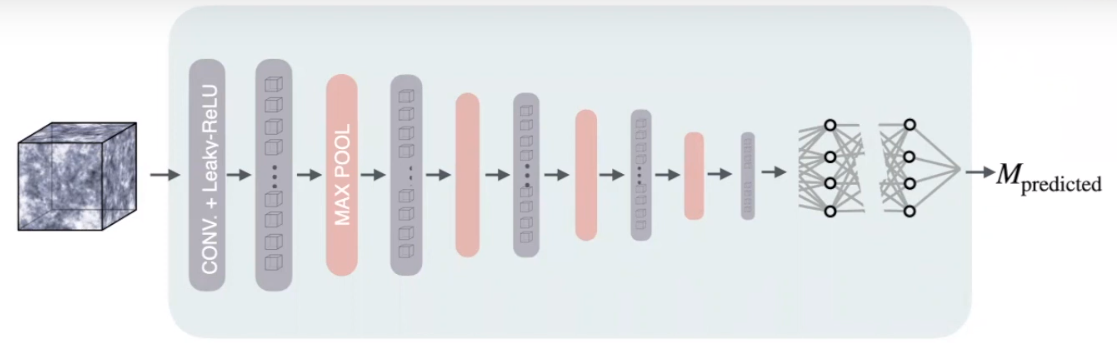 CONV. + Leaky-ReLU
MAX POOL
M_predicted